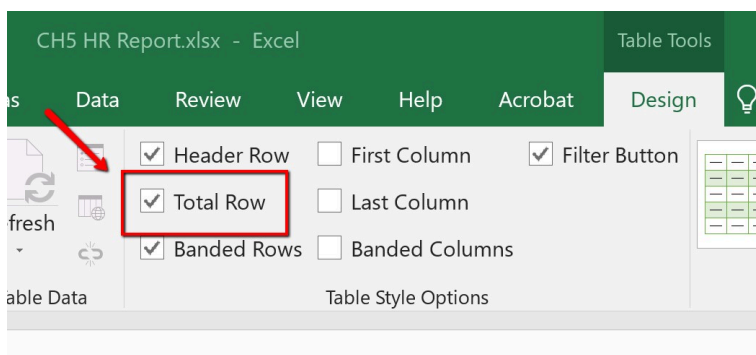 CH5 HR Report.xlsx - Excel
Table Tools
Data Review View Help Acrobat Design
Header Row First Column Filter Button
Total Row Last Column
Banded Rows Banded Columns
Table Style Options